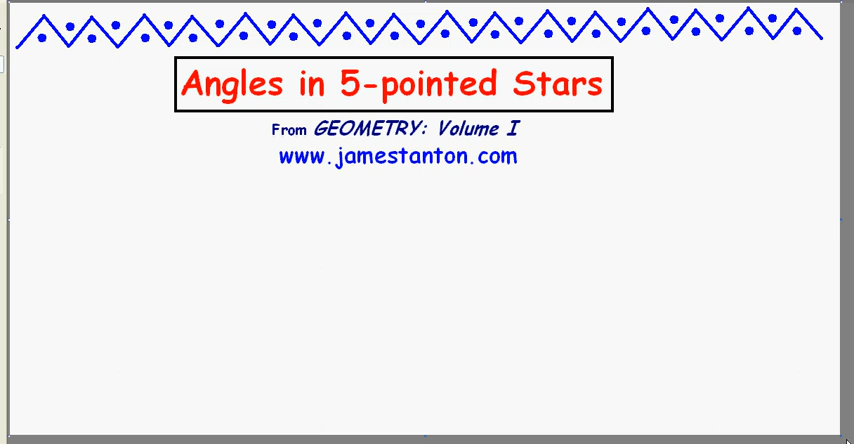 Angles in 5-pointed Stars
From GEOMETRY: Volume I
www.jamestanton.com